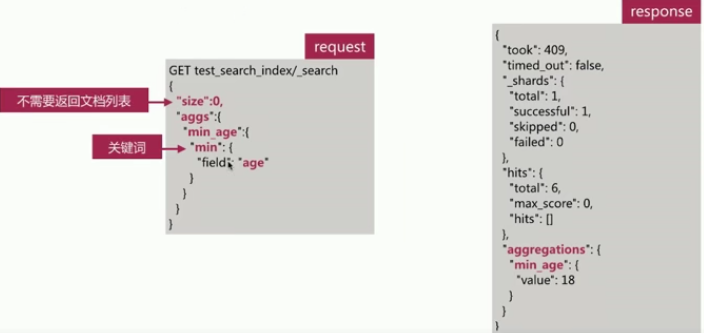 request
GET test_search_index/_search
{
"size":0,
"aggs":{
"min_age":{
"min": {
"field": "age"
}
}
}
}
不需要返回文档列表
关键词
response
{
"took": 409,
"timed_out": false,
"_shards": {
"total": 1,
"successful": 1,
"skipped": 0,
"failed": 0
},
"hits": {
"total": 6,
"max_score": 0,
"hits": []
},
"aggregations": {
"min_age": {
"value": 18
}
}
}